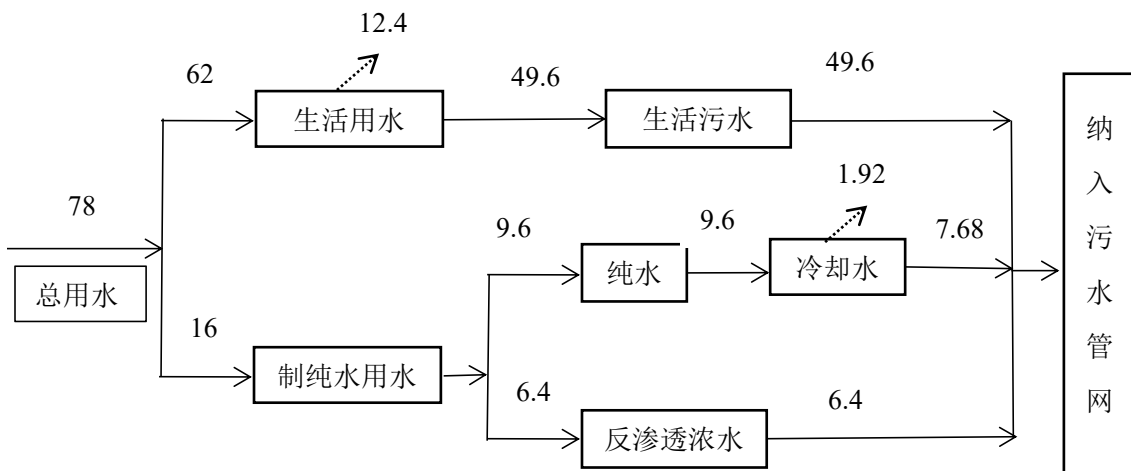 12.4
62
49.6
49.6
生活用水
生活污水
纳入污水管网
78
1.92
9.6
9.6
7.68
总用水
纯水
冷却水
16
制纯水用水
6.4
6.4
反渗透浓水